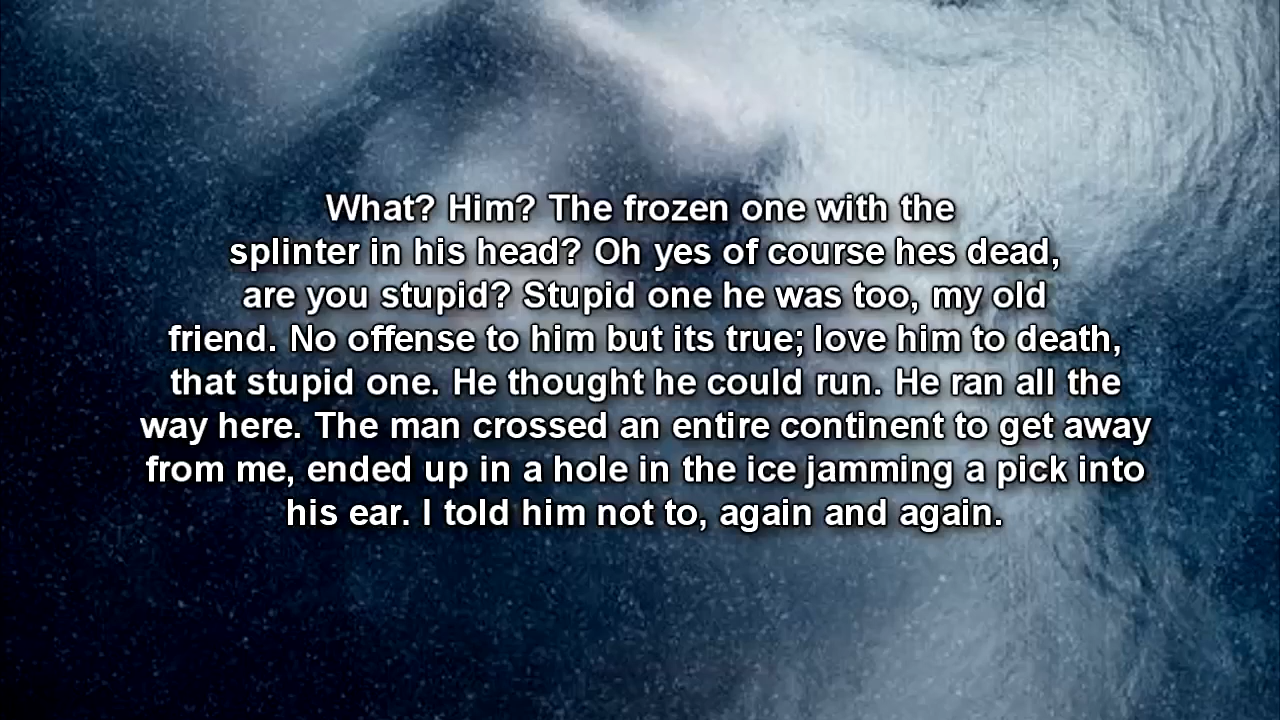 What? Him? The frozen one with the
splinter in his head? Oh yes of course hes dead,
are you stupid? Stupid one he was too, my old
friend. No offense to him but its true; love him to death,
that stupid one. He thought he could run. He ran all the
way here. The man crossed an entire continent to get away
from me, ended up in a hole in the ice jamming a pick into
his ear. I told him not to, again and again.